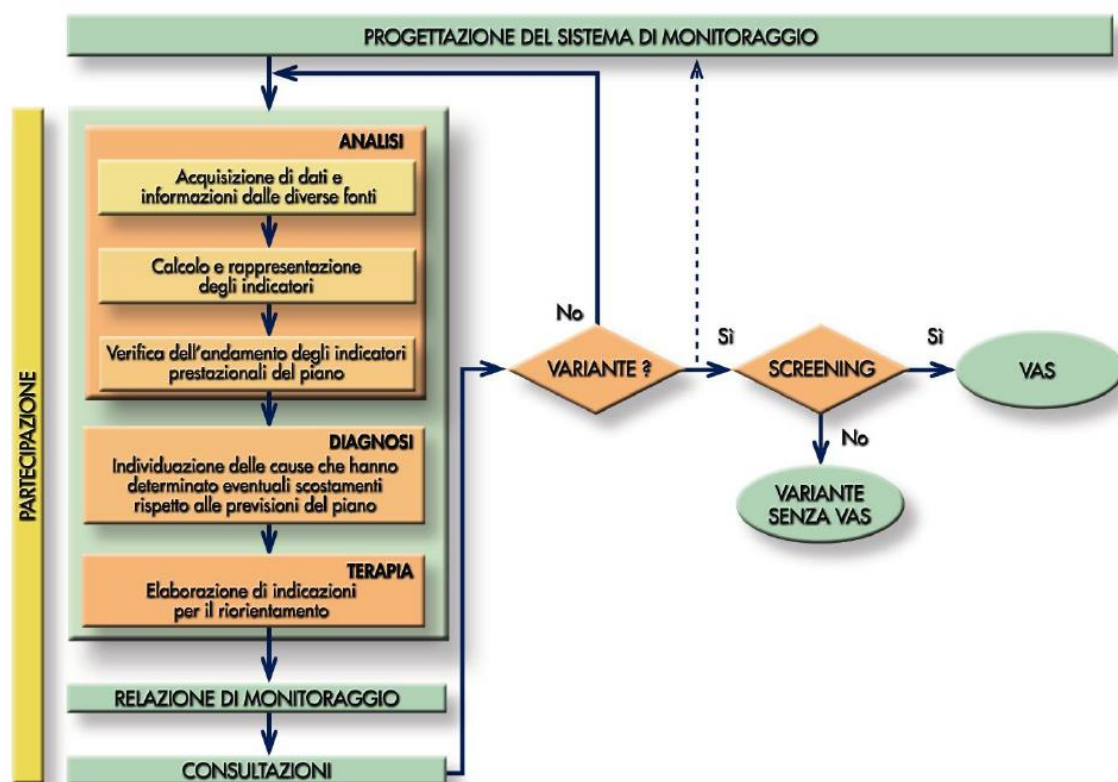 PROGETTAZIONE DEL SISTEMA DI MONITORAGGIO
PARTECIPAZIONE
ANALISI
Acquisizione di dati e
informazioni dalle diverse fonti
Calcolo e rappresentazione
degli indicatori
Verifica dell'andamento degli indicatori
prestazionali del piano
DIAGNOSI
Individuazione delle cause che hanno
determinato eventuali scostamenti
rispetto alle previsioni del piano
TERAPIA
Elaborazione di indicazioni
per il riorientamento
RELAZIONE DI MONITORAGGIO
CONSULTAZIONI
No
VARIANTE ?
Sì
SCREENING
Sì
VAS
No
VARIANTE
SENZA VAS